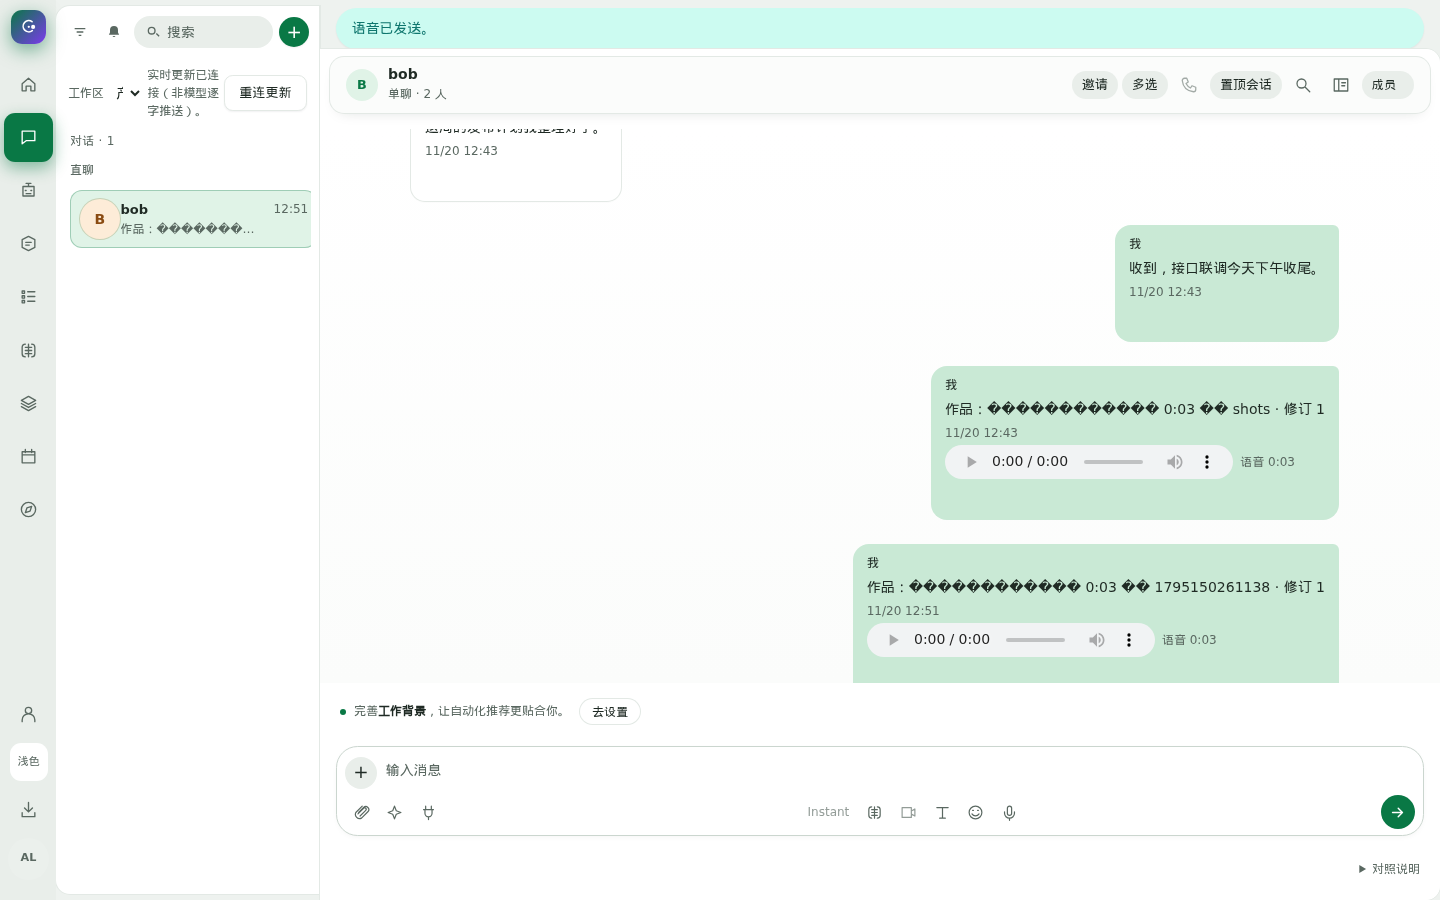 搜索
工作区
实时更新已连
接（非模型逐
字推送）。
重连更新
对话 · 1
直聊
B
bob
12:51
作品：�������…
浅色
AL
语音已发送。
B
bob
单聊 · 2 人
邀请
多选
置顶会话
成员
11/20 12:43
我
收到，接口联调今天下午收尾。
11/20 12:43
我
作品：������������ 0:03 �� shots · 修订 1
11/20 12:43
0:00 / 0:00
语音 0:03
我
作品：������������ 0:03 �� 1795150261138 · 修订 1
11/20 12:51
0:00 / 0:00
语音 0:03
完善工作背景，让自动化推荐更贴合你。
去设置
输入消息
Instant
对照说明